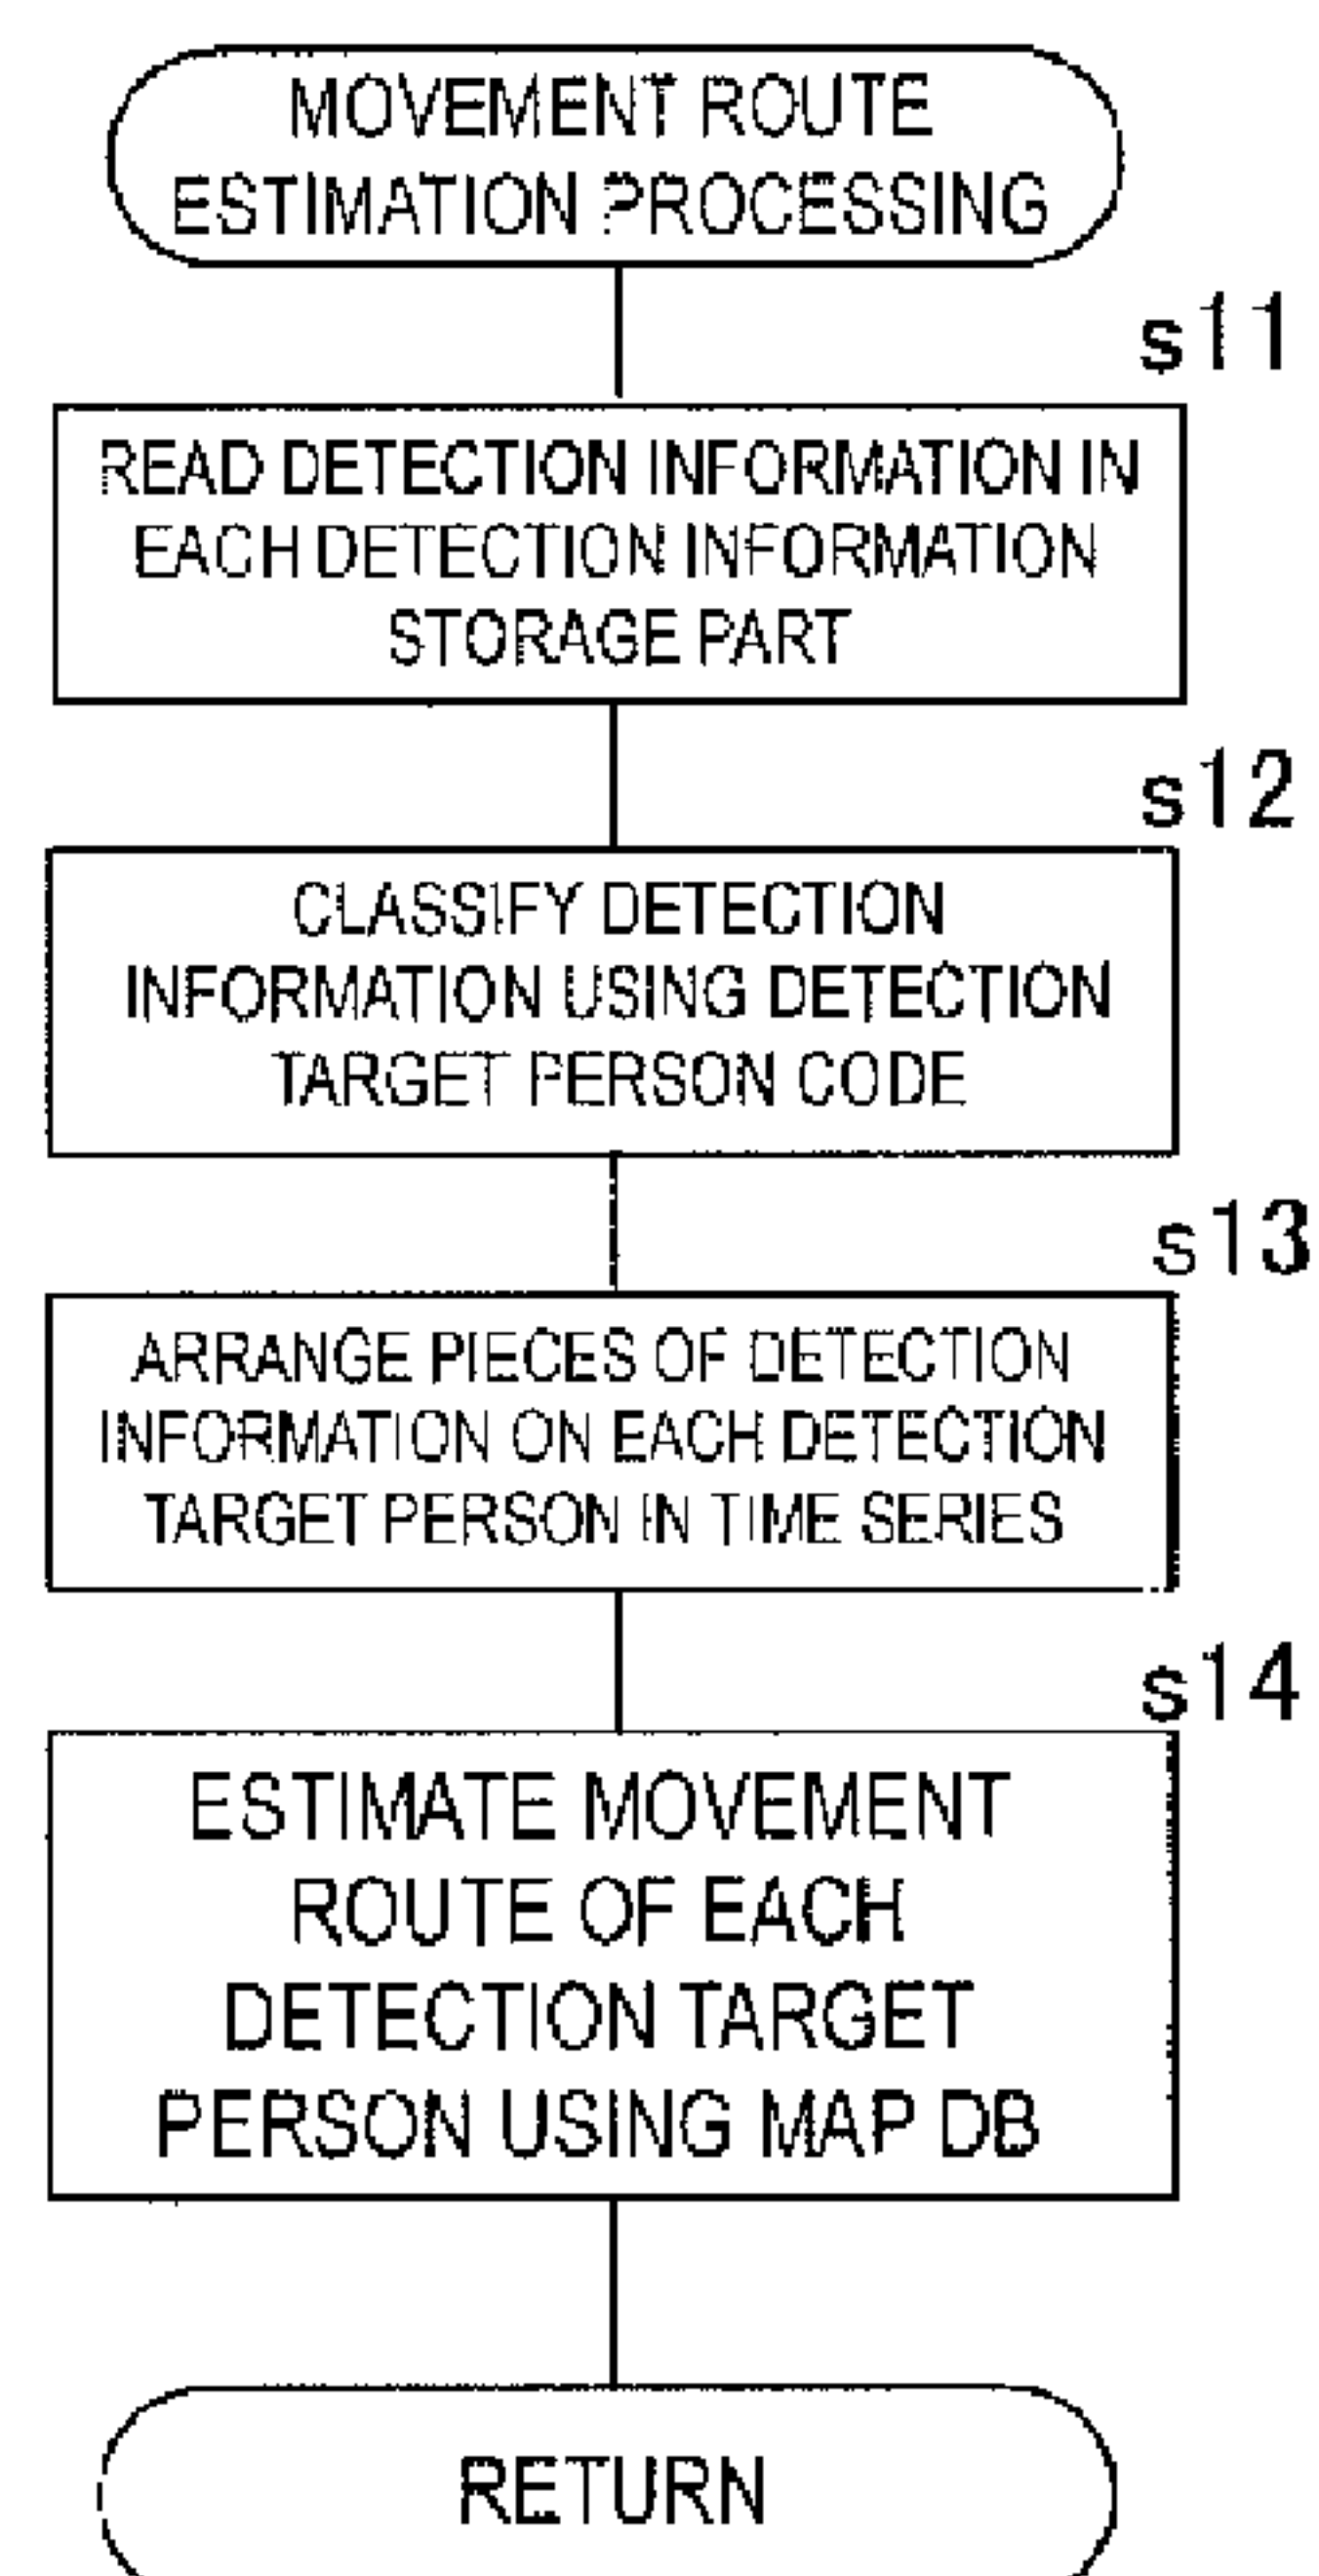 MOVEMENT ROUTE
ESTIMATION PROCESSING
s11
READ DETECTION INFORMATION IN
EACH DETECTION INFORMATION
STORAGE PART
s12
CLASSIFY DETECTION
INFORMATION USING DETECTION
TARGET PERSON CODE
s13
ARRANGE PIECES OF DETECTION
INFORMATION ON EACH DETECTION
TARGET PERSON IN TIME SERIES
s14
ESTIMATE MOVEMENT
ROUTE OF EACH
DETECTION TARGET
PERSON USING MAP DB
RETURN